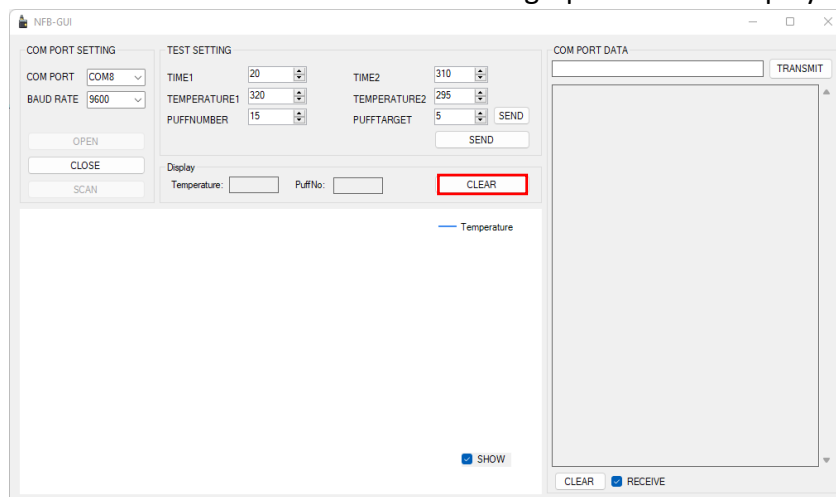 NFB-GUI
COM PORT SETTING
COM PORT COM8
BAUD RATE 9600
OPEN
CLOSE
SCAN
TEST SETTING
TIME1 20 TIME2 310
TEMPERATURE1 320 TEMPERATURE2 295
PUFFNUMBER 15 PUFFTARGET 5 SEND
SEND
Display
Temperature: PuffNo: CLEAR
Temperature
SHOW
COM PORT DATA
TRANSMIT
CLEAR RECEIVE